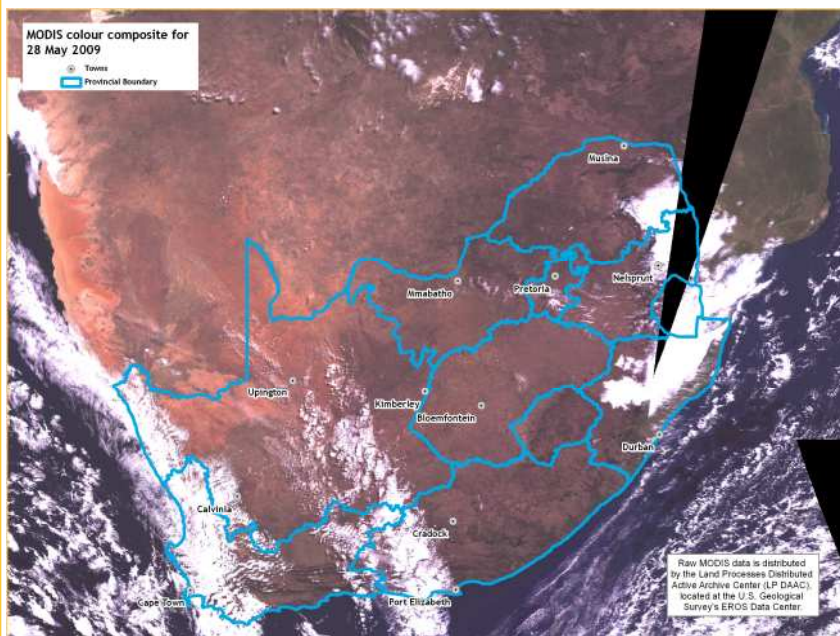 MODIS colour composite for
28 May 2009
Towns
Provincial Boundary
Musina
Nelspruit
Mmabatho
Pretoria
Upington
Kimberley
Bloemfontein
Durban
Calvinia
Cradock
Cape Town
Port Elizabeth
Raw MODIS data is distributed
by the Land Processes Distributed
Active Archive Center (LP DAAC),
located at the U.S. Geological
Survey's EROS Data Center.